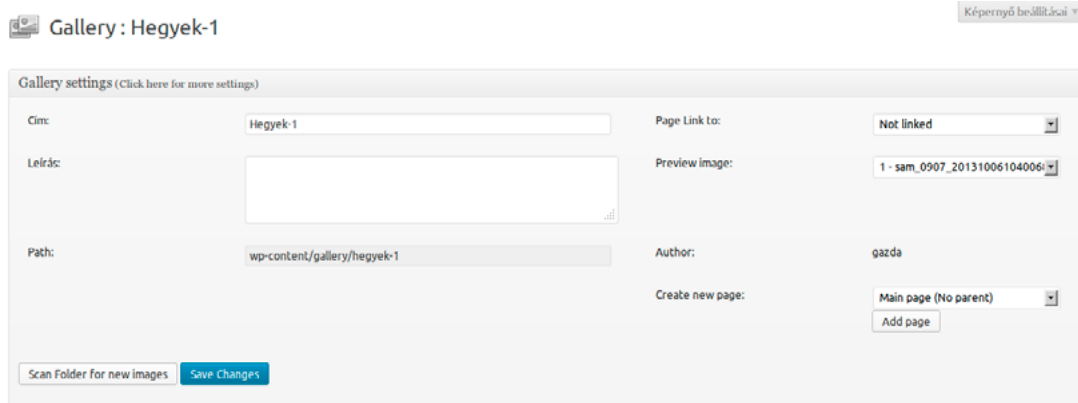 Képernyő beállításai
Gallery : Hegyek-1
Gallery settings (Click here for more settings)
Cím:
Hegyek-1
Page Link to:
Not linked
Leírás:
Preview image:
1 - sam_0907_20131006104006
Path:
wp-content/gallery/hegyek-1
Author:
gazda
Create new page:
Main page (No parent)
Add page
Scan Folder for new images
Save Changes